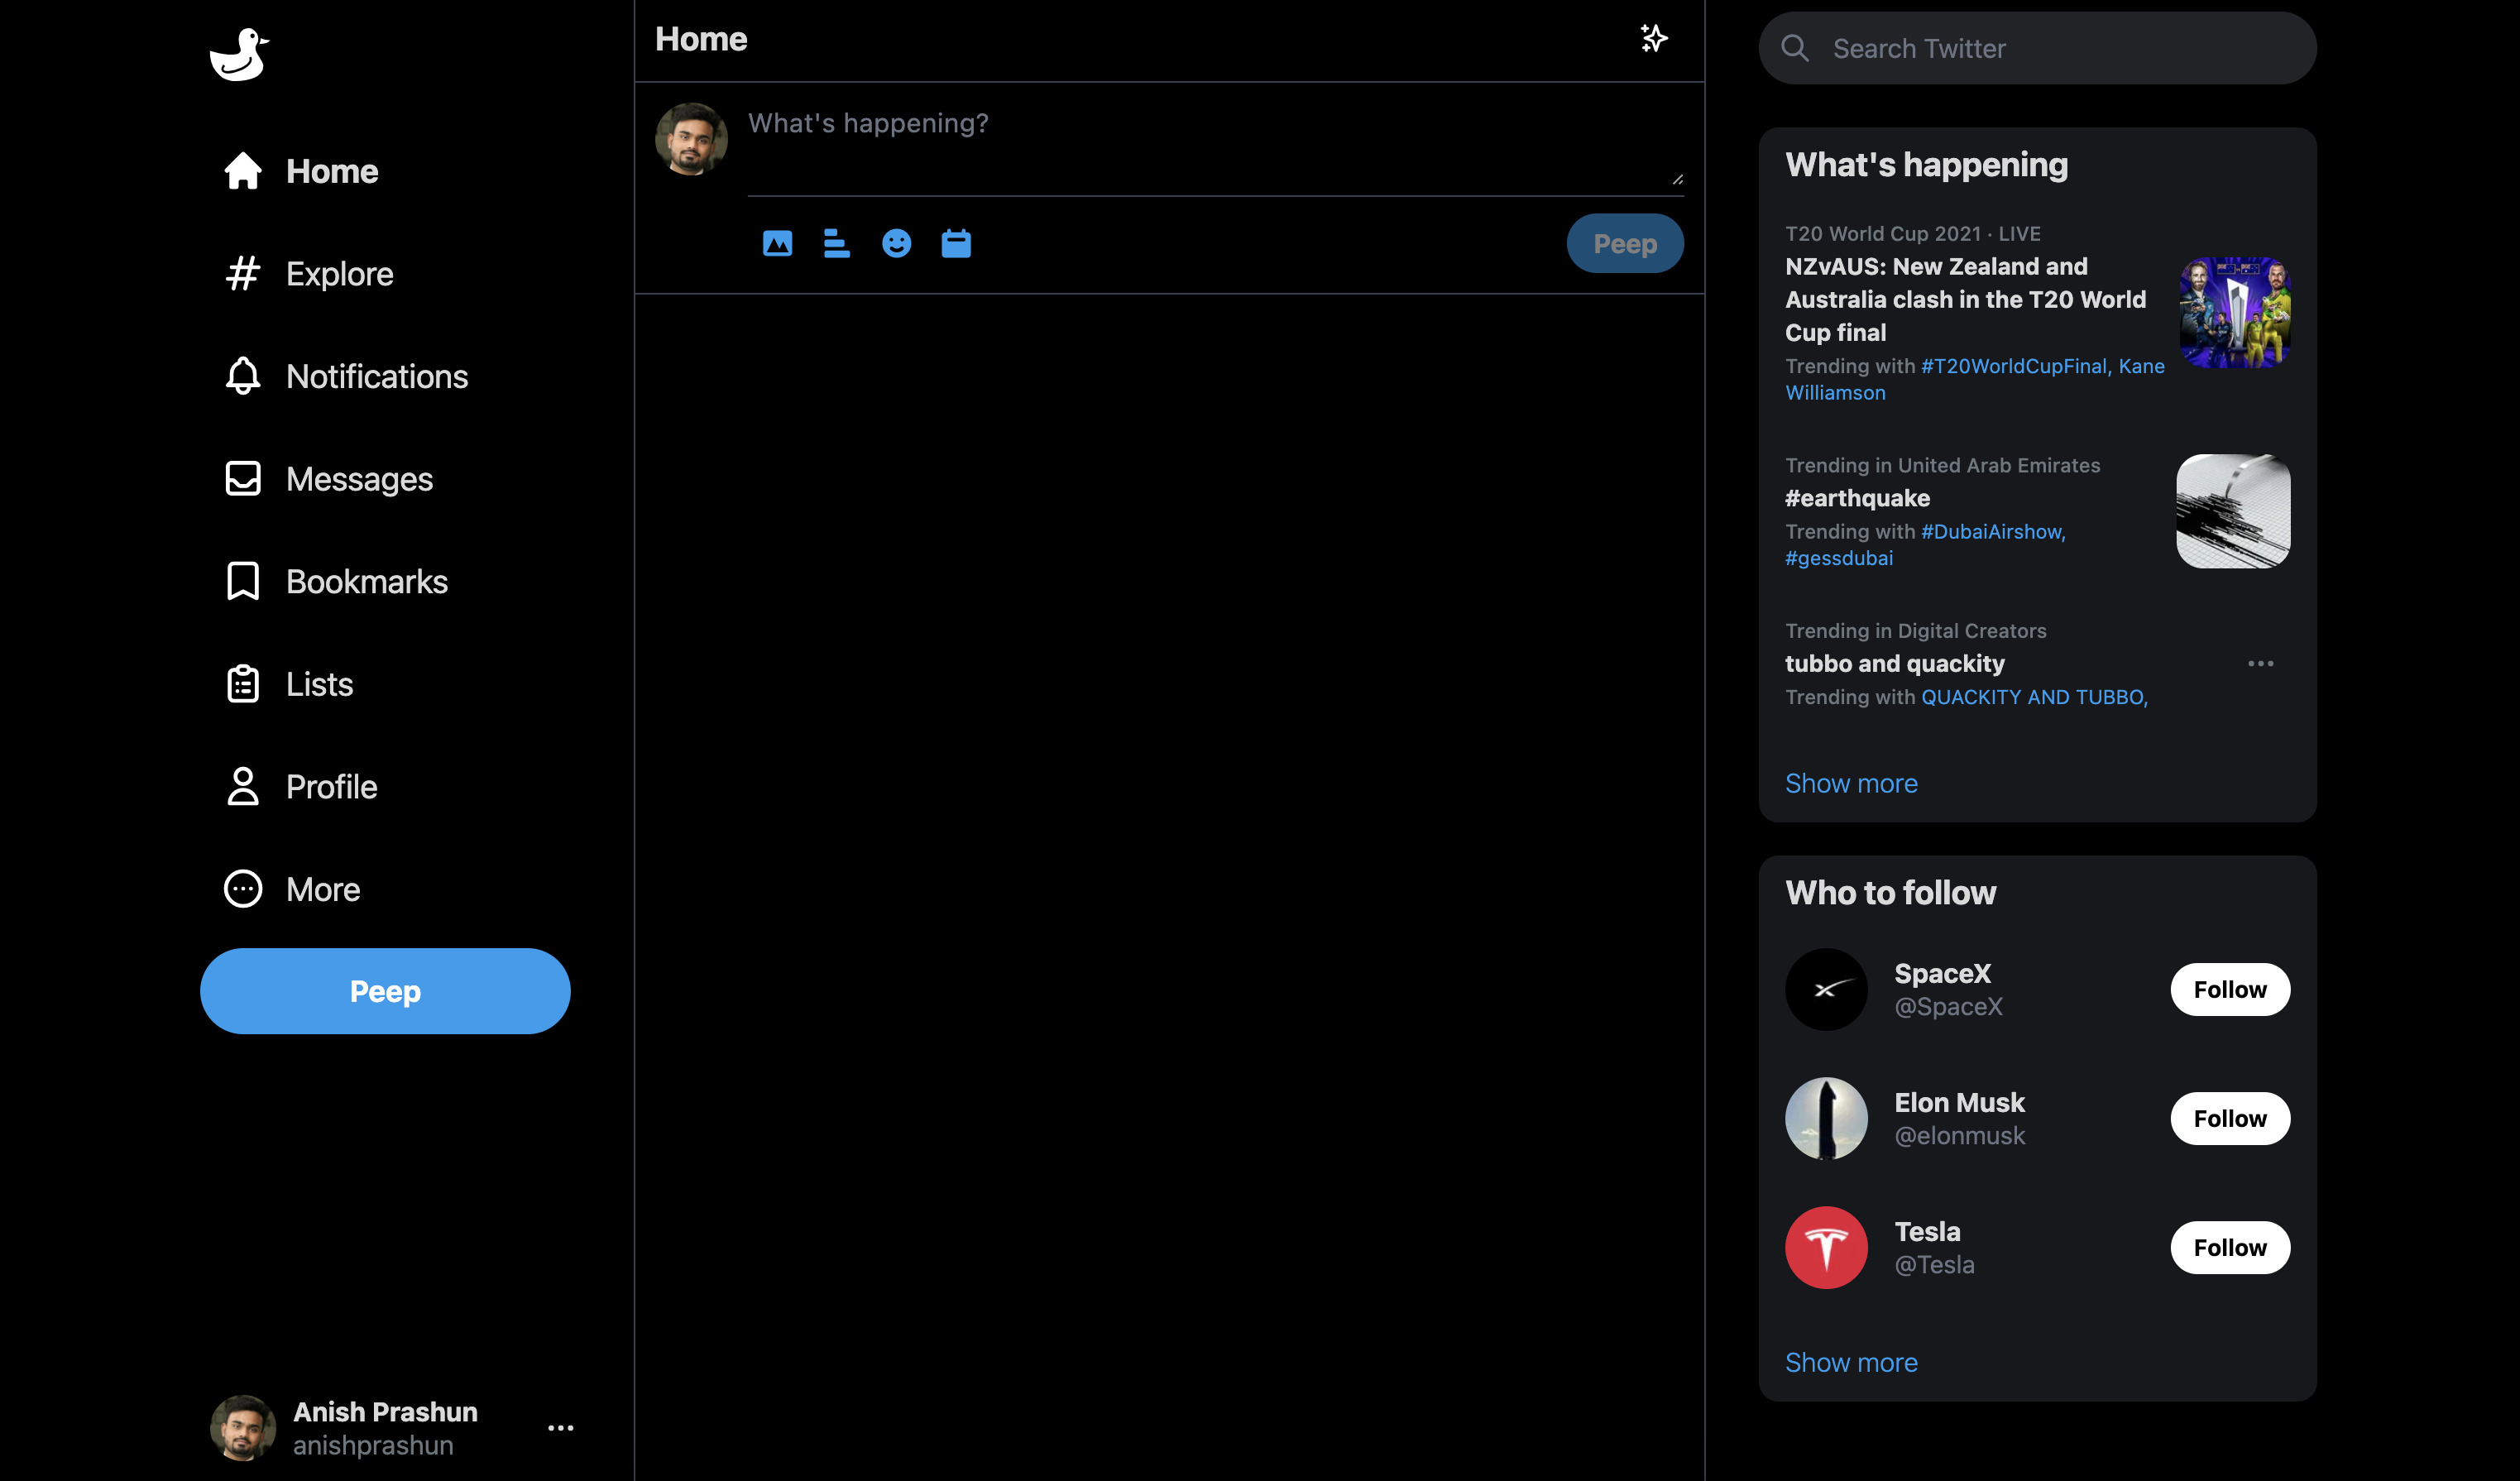 Home
Explore
Notifications
Messages
Bookmarks
Lists
Profile
More
Peep
Anish Prashun
anishprashun
Home
What's happening?
Peep
Search Twitter
What's happening
T20 World Cup 2021 · LIVE
NZvAUS: New Zealand and
Australia clash in the T20 World
Cup final
Trending with #T20WorldCupFinal, Kane
Williamson
Trending in United Arab Emirates
#earthquake
Trending with #DubaiAirshow,
#gessdubai
Trending in Digital Creators
tubbo and quackity
Trending with QUACKITY AND TUBBO,
Show more
Who to follow
SpaceX
@SpaceX
Follow
Elon Musk
@elonmusk
Follow
Tesla
@Tesla
Follow
Show more